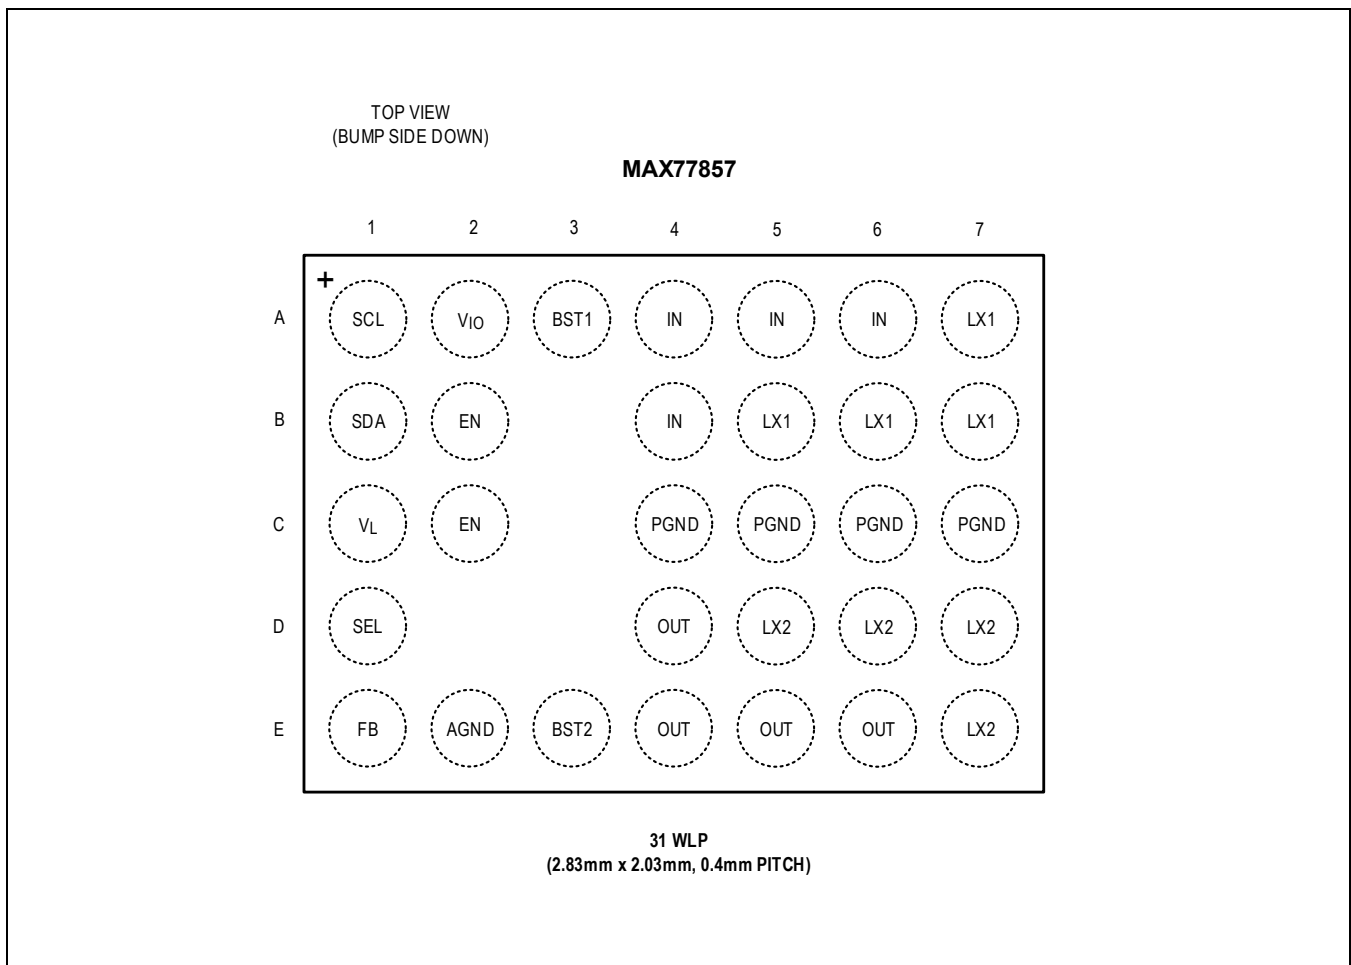 TOP VIEW
(BUMP SIDE DOWN)
MAX77857
1 2 3 4 5 6 7
+
A SCL VIO BST1 IN IN IN LX1
B SDA EN IN LX1 LX1 LX1
C VL EN PGND PGND PGND PGND
D SEL OUT LX2 LX2 LX2
E FB AGND BST2 OUT OUT OUT LX2
31 WLP
(2.83mm x 2.03mm, 0.4mm PITCH)